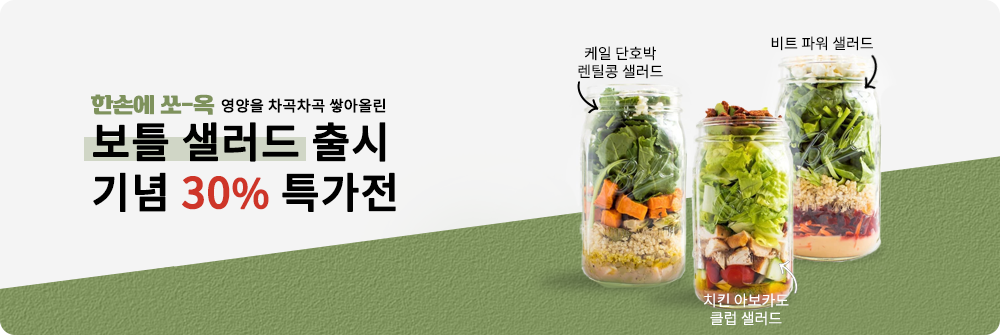 한손에 쏘-옥 영양을 차곡차곡 쌓아올린
보틀 샐러드 출시
기념 30% 특가전
케일 단호박
렌틸콩 샐러드
비트 파워 샐러드
치킨 아보카도
클럽 샐러드